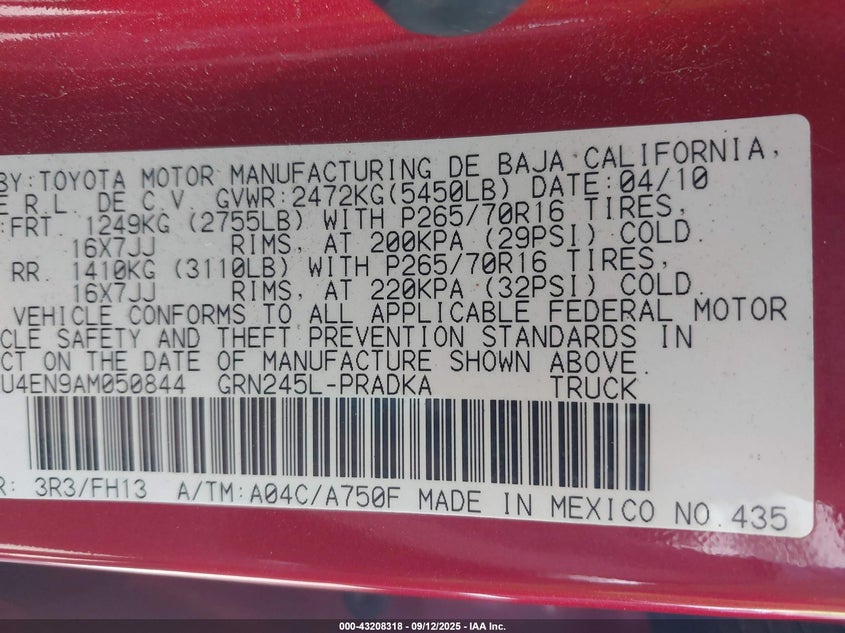 BY:TOYOTA MOTOR MANUFACTURING DE BAJA CALIFORNIA,
E R.L. DE C.V. GVWR:2472KG(5450LB) DATE:04/10
:FRT. 1249KG (2755LB) WITH P265/70R16 TIRES,
16X7JJ RIMS, AT 200KPA (29PSI) COLD.
RR. 1410KG (3110LB) WITH P265/70R16 TIRES,
16X7JJ RIMS, AT 220KPA (32PSI) COLD.
VEHICLE CONFORMS TO ALL APPLICABLE FEDERAL MOTOR
CLE SAFETY AND THEFT PREVENTION STANDARDS IN
CT ON THE DATE OF MANUFACTURE SHOWN ABOVE.
U4EN9AM050844 GRN245L-PRADKA TRUCK
R: 3R3/FH13 A/TM:A04C/A750F MADE IN MEXICO NO.435
000-43208318 - 09/12/2025 - IAA Inc.